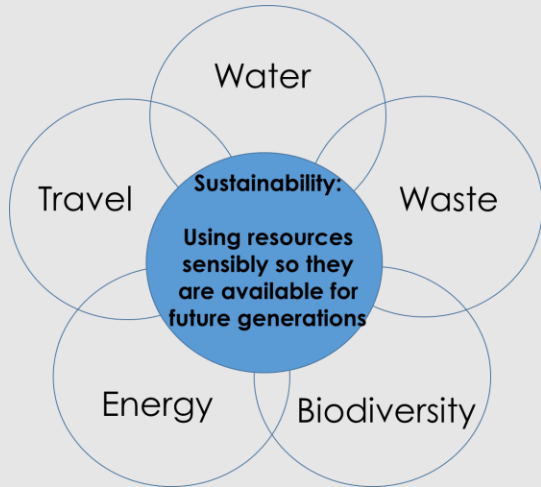 Water
Travel
Waste
Sustainability:
Using resources
sensibly so they
are available for
future generations
Energy
Biodiversity